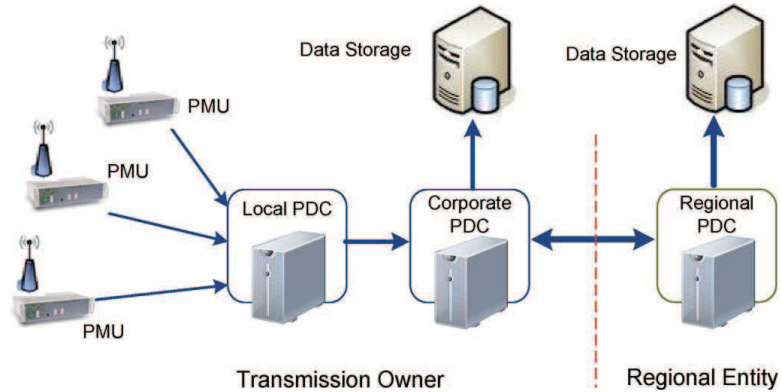 Data Storage
Data Storage
PMU
PMU
PMU
Local PDC
Corporate
PDC
Regional
PDC
Transmission Owner
Regional Entity